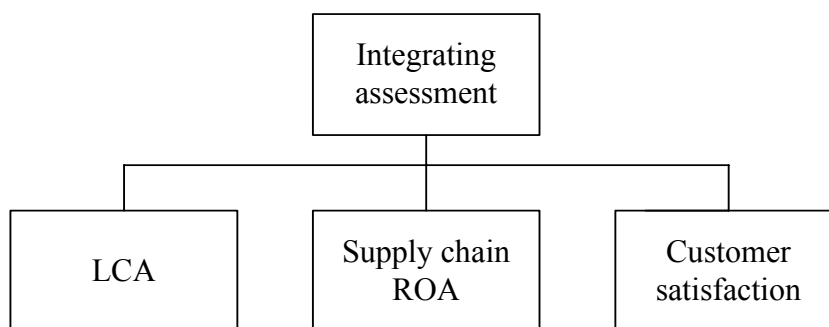 Integrating
assessment
LCA
Supply chain
ROA
Customer
satisfaction